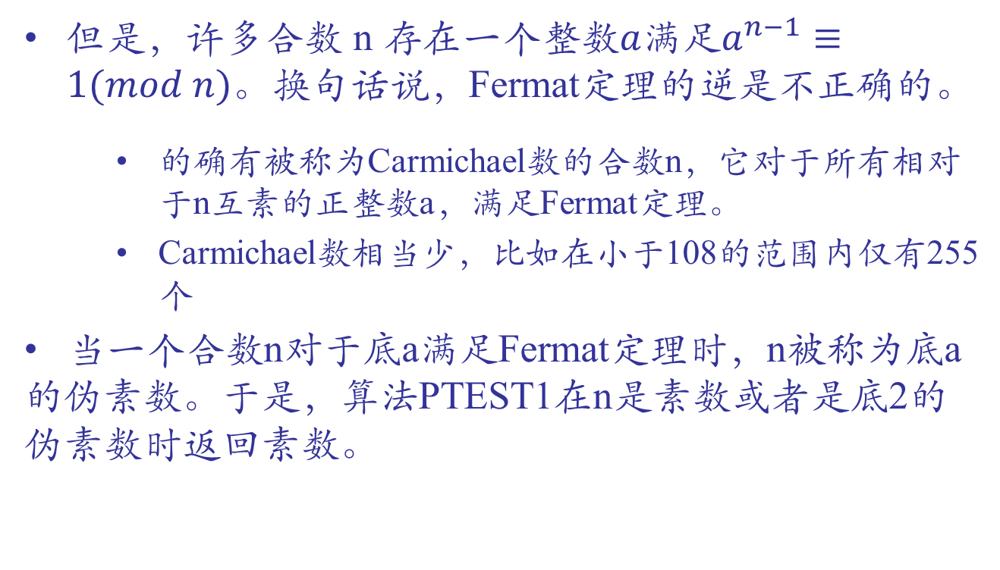 • 但是，许多合数 n 存在一个整数a满足aⁿ⁻¹ ≡
1(mod n)。换句话说，Fermat定理的逆是不正确的。
• 的确有被称为Carmichael数的合数n，它对于所有相对
于n互素的正整数a，满足Fermat定理。
• Carmichael数相当少，比如在小于108的范围内仅有255
个
• 当一个合数n对于底a满足Fermat定理时，n被称为底a
的伪素数。于是，算法PTEST1在n是素数或者是底2的
伪素数时返回素数。